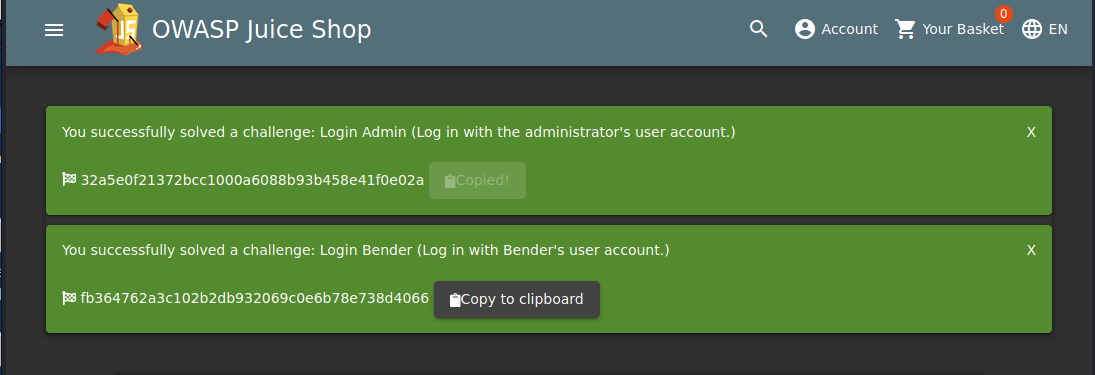 OWASP Juice Shop
Account
0
Your Basket
EN
You successfully solved a challenge: Login Admin (Log in with the administrator's user account.)
X
32a5e0f21372bcc1000a6088b93b458e41f0e02a
Copied!
You successfully solved a challenge: Login Bender (Log in with Bender's user account.)
X
fb364762a3c102b2db932069c0e6b78e738d4066
Copy to clipboard